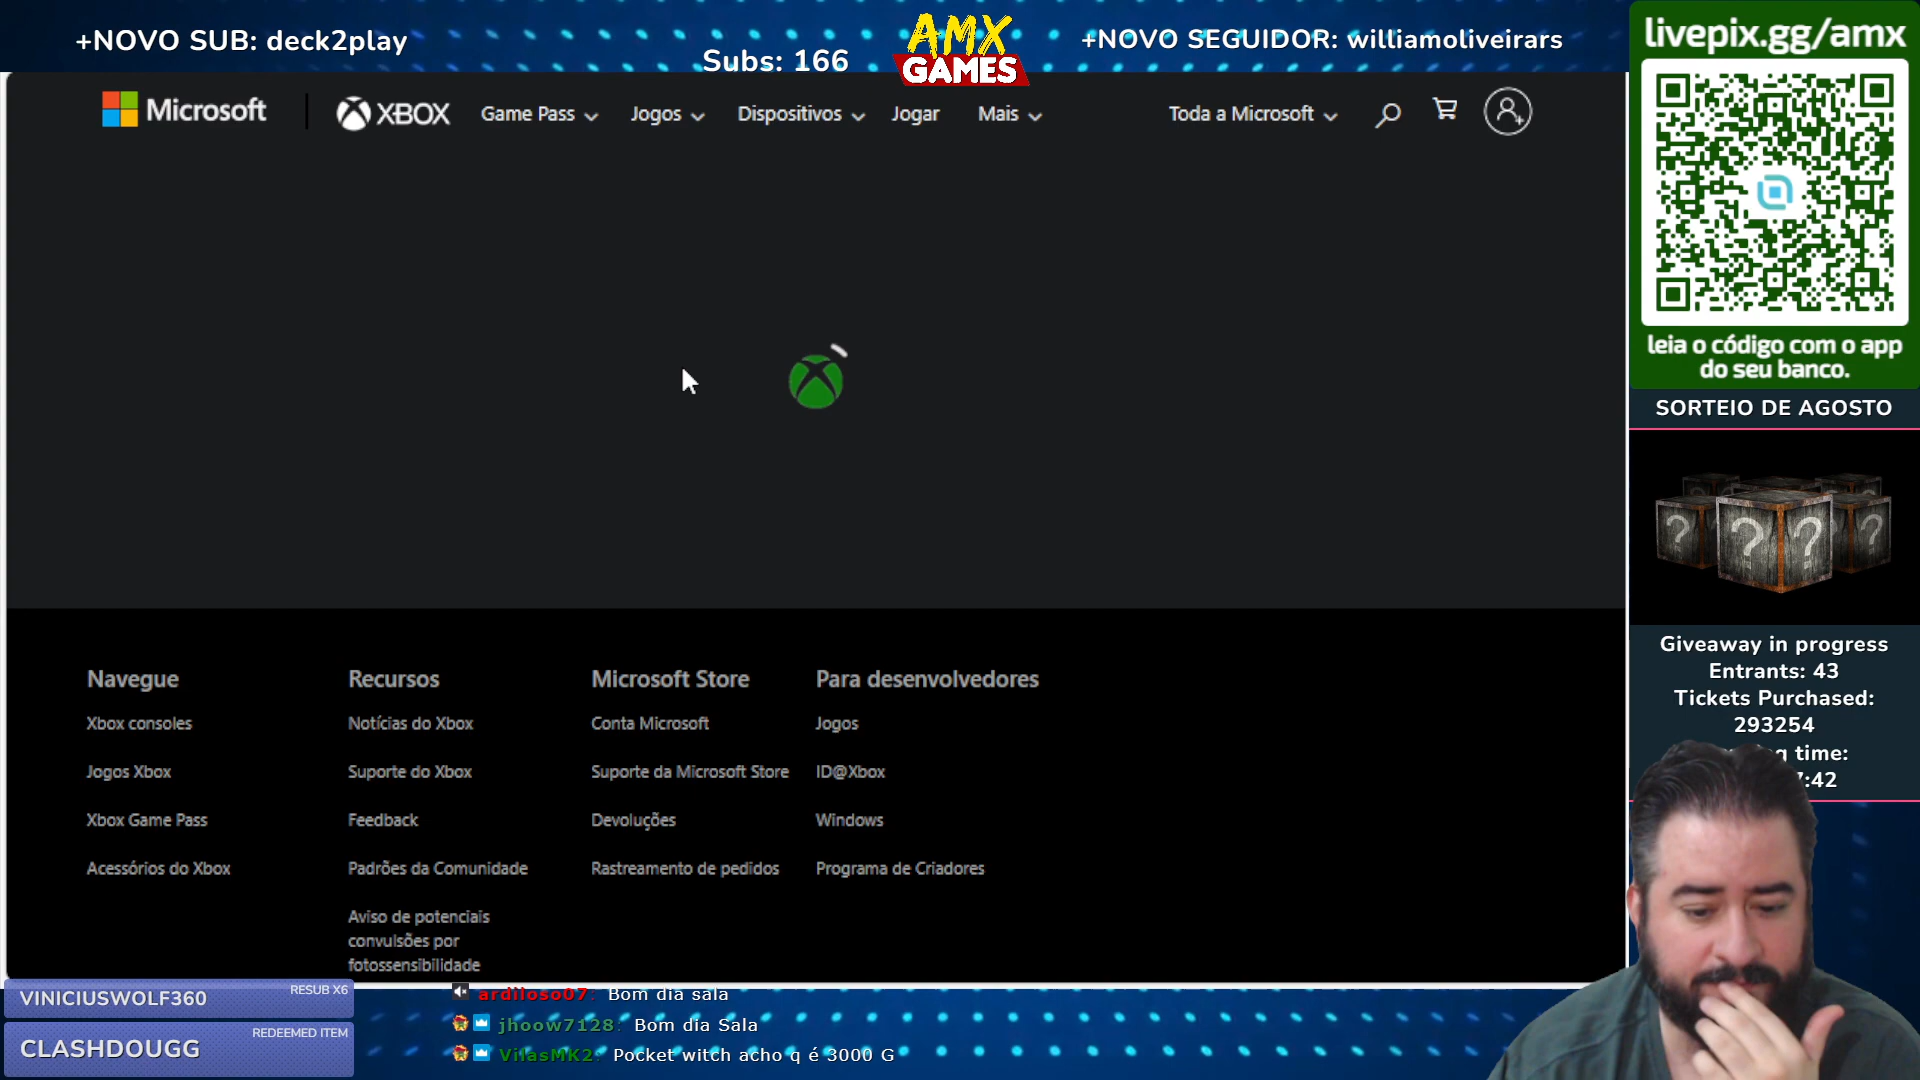 +NOVO SUB: deck2play
Subs: 166
AMX
GAMES
+NOVO SEGUIDOR: williamoliveirars
livepix.gg/amx
Microsoft
XBOX
Game Pass
Jogos
Dispositivos
Jogar
Mais
Toda a Microsoft
leia o código com o app
do seu banco.
SORTEIO DE AGOSTO
? ? ? ?
Giveaway in progress
Entrants: 43
Tickets Purchased:
293254
time:
:42
Navegue
Xbox consoles
Jogos Xbox
Xbox Game Pass
Acessórios do Xbox
Recursos
Notícias do Xbox
Suporte do Xbox
Feedback
Padrões da Comunidade
Aviso de potenciais
convulsões por
fotossensibilidade
Microsoft Store
Conta Microsoft
Suporte da Microsoft Store
Devoluções
Rastreamento de pedidos
Para desenvolvedores
Jogos
ID@Xbox
Windows
Programa de Criadores
VINICIUSWOLF360
RESUB X6
CLASHDOUGG
REDEEMED ITEM
ardiloso07: Bom dia sala
jhoow7128: Bom dia Sala
VilasMK2: Pocket witch acho q é 3000 G